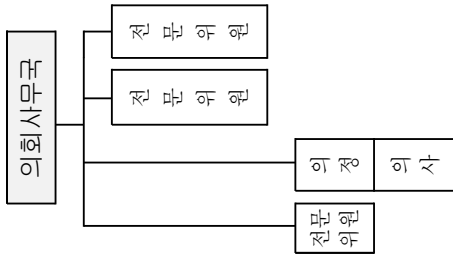 의회사무국
전 문 위 원
전 문 위 원
의 정
의 사
전문
위원